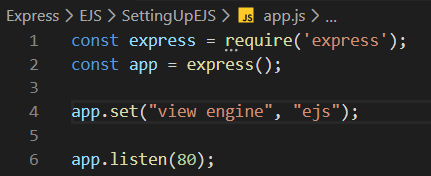 Express > EJS > SettingUpEJS > JS app.js > ...
1 const express = require('express');
2 const app = express();
3
4 app.set("view engine", "ejs");
5
6 app.listen(80);